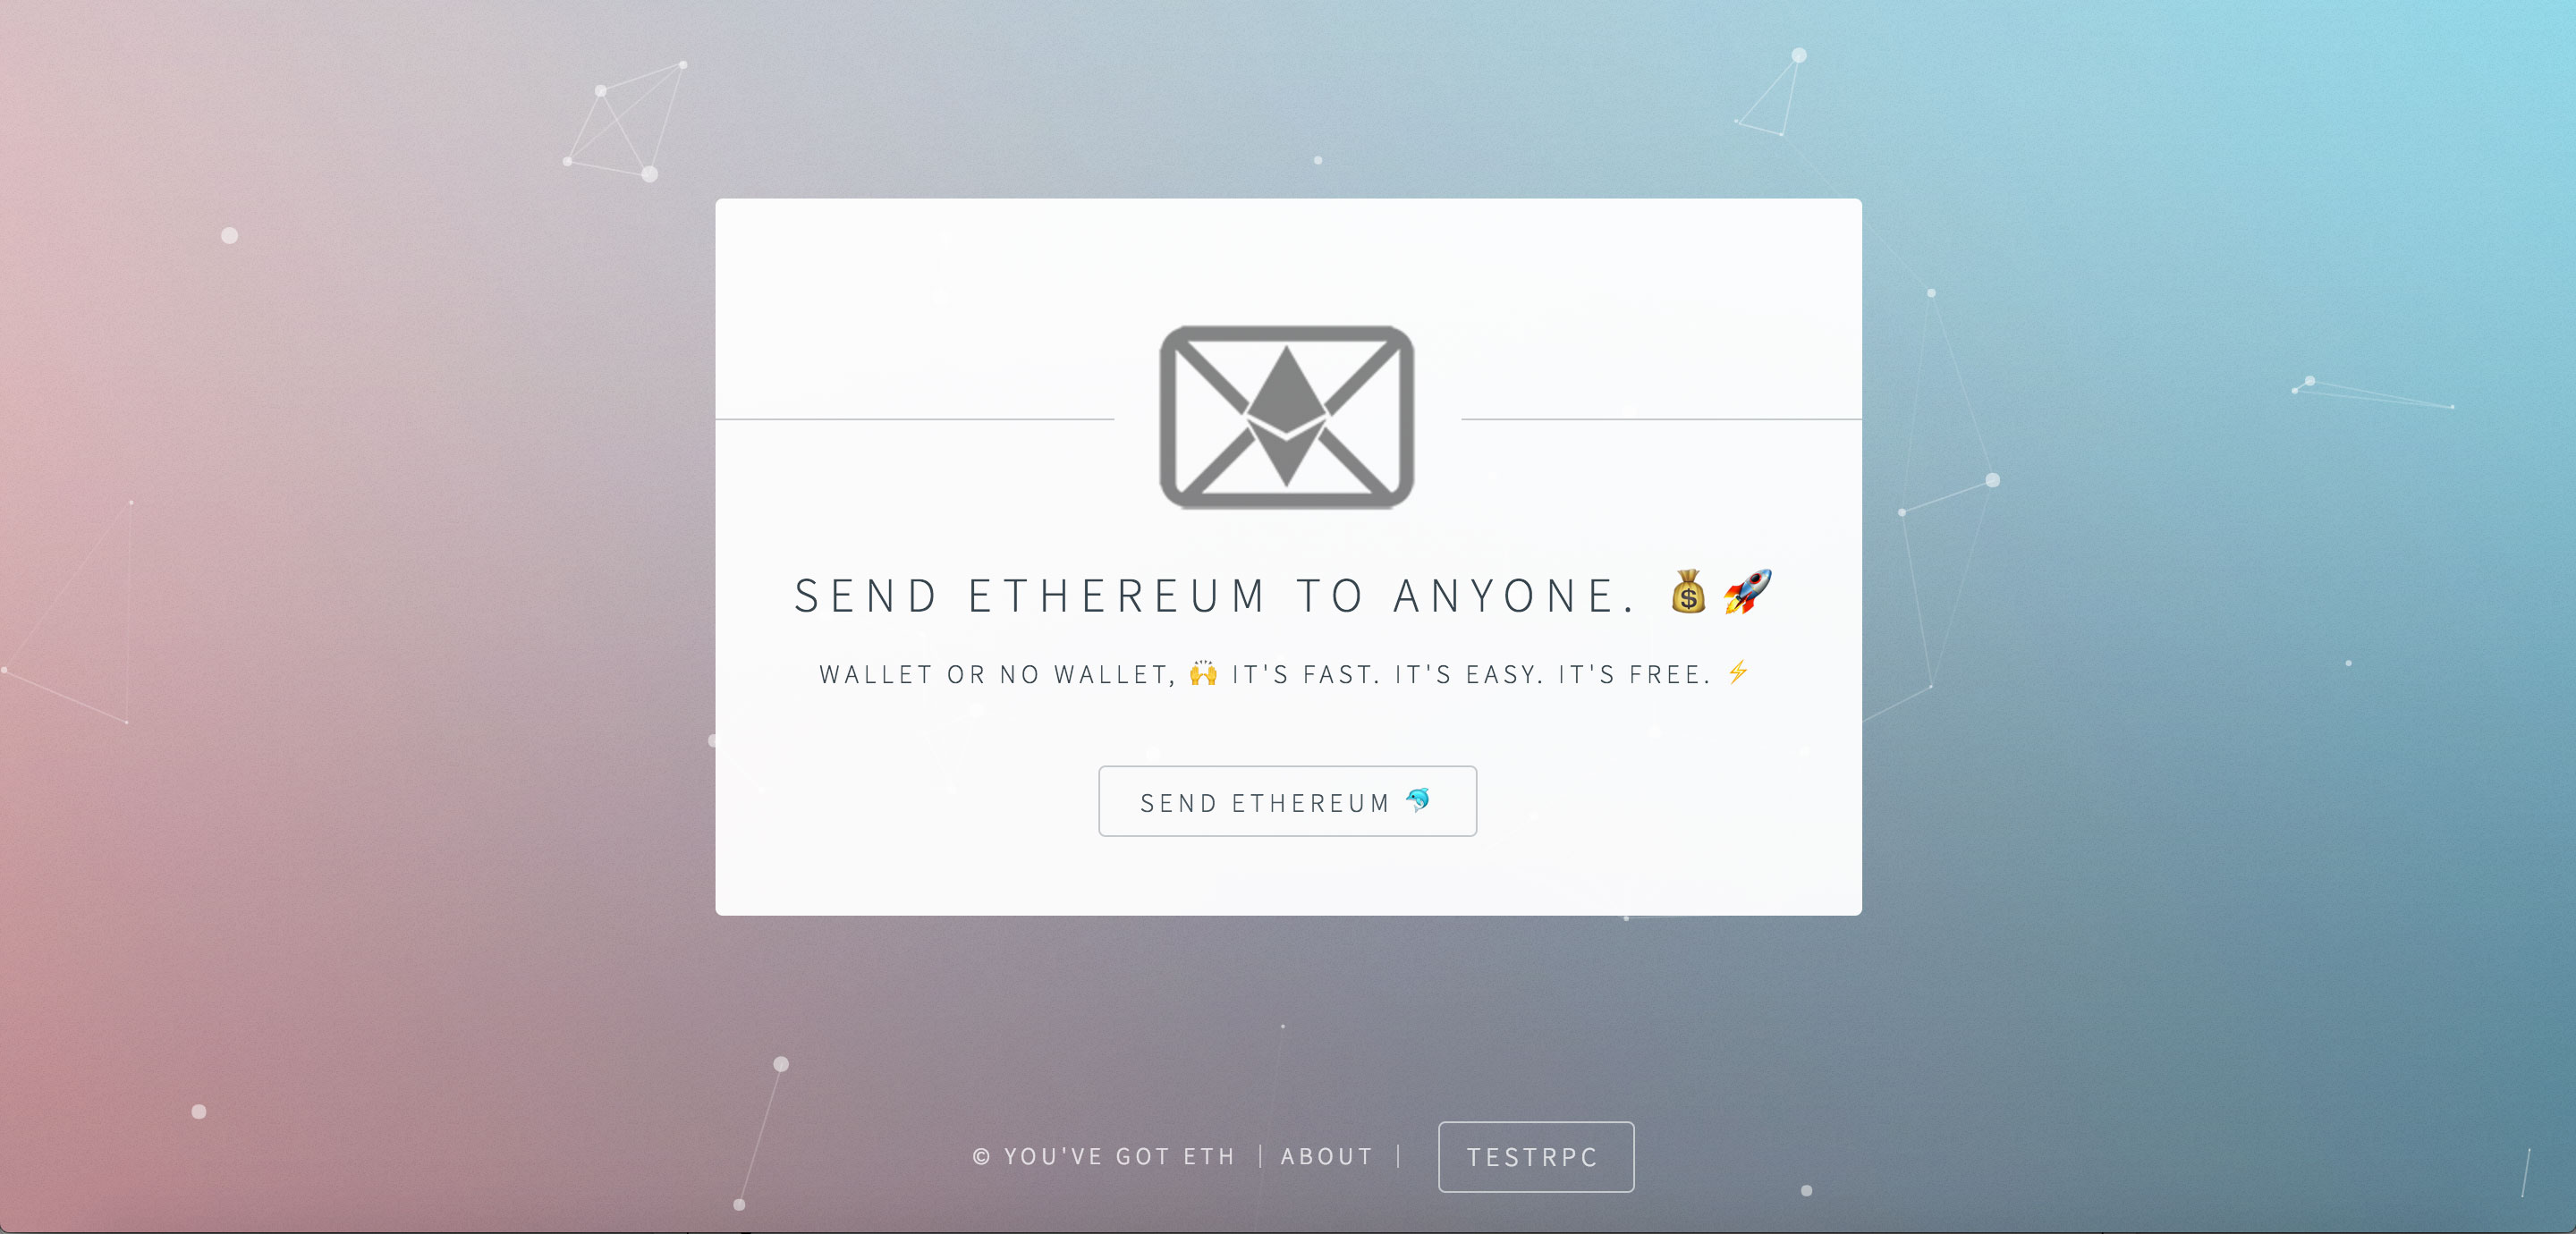 SEND ETHEREUM TO ANYONE. 💰🚀
WALLET OR NO WALLET, 🙌 IT'S FAST. IT'S EASY. IT'S FREE. ⚡
SEND ETHEREUM 🐬
© YOU'VE GOT ETH | ABOUT | TESTRPC